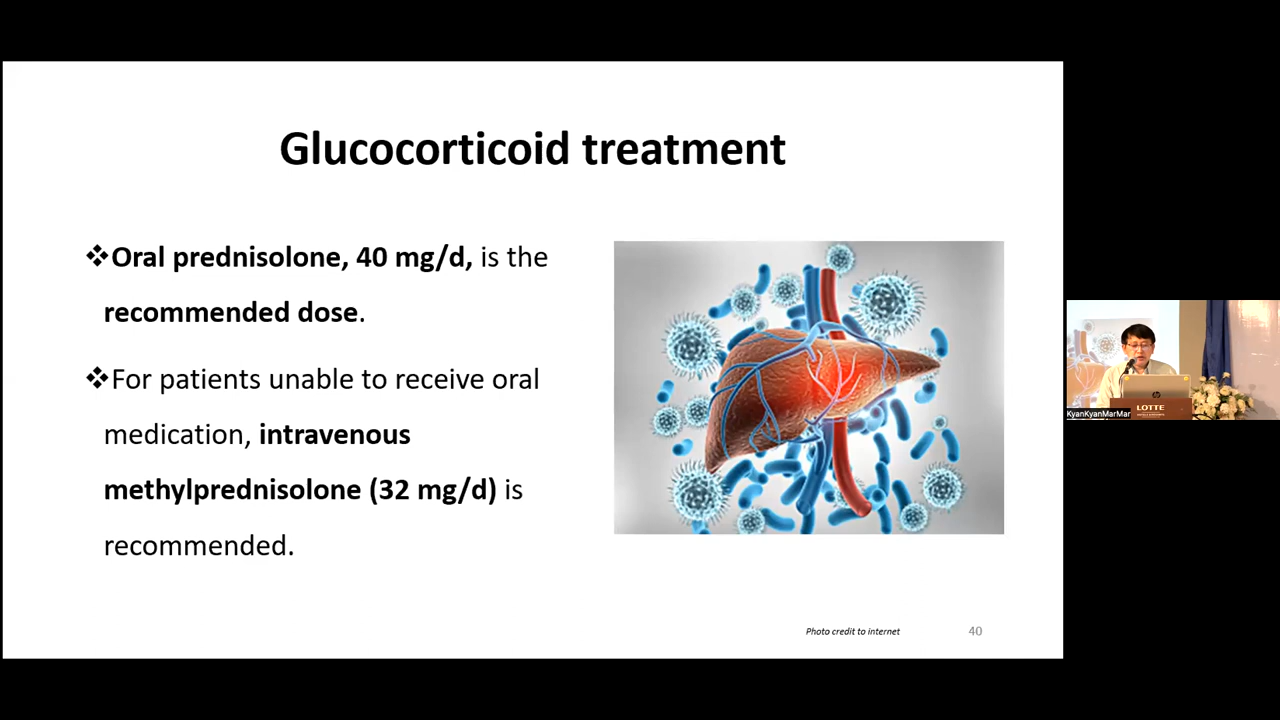 Glucocorticoid treatment
❖Oral prednisolone, 40 mg/d, is the
recommended dose.
❖For patients unable to receive oral
medication, intravenous
methylprednisolone (32 mg/d) is
recommended.
Photo credit to internet
40
KyanKyanMarMar
LOTTE